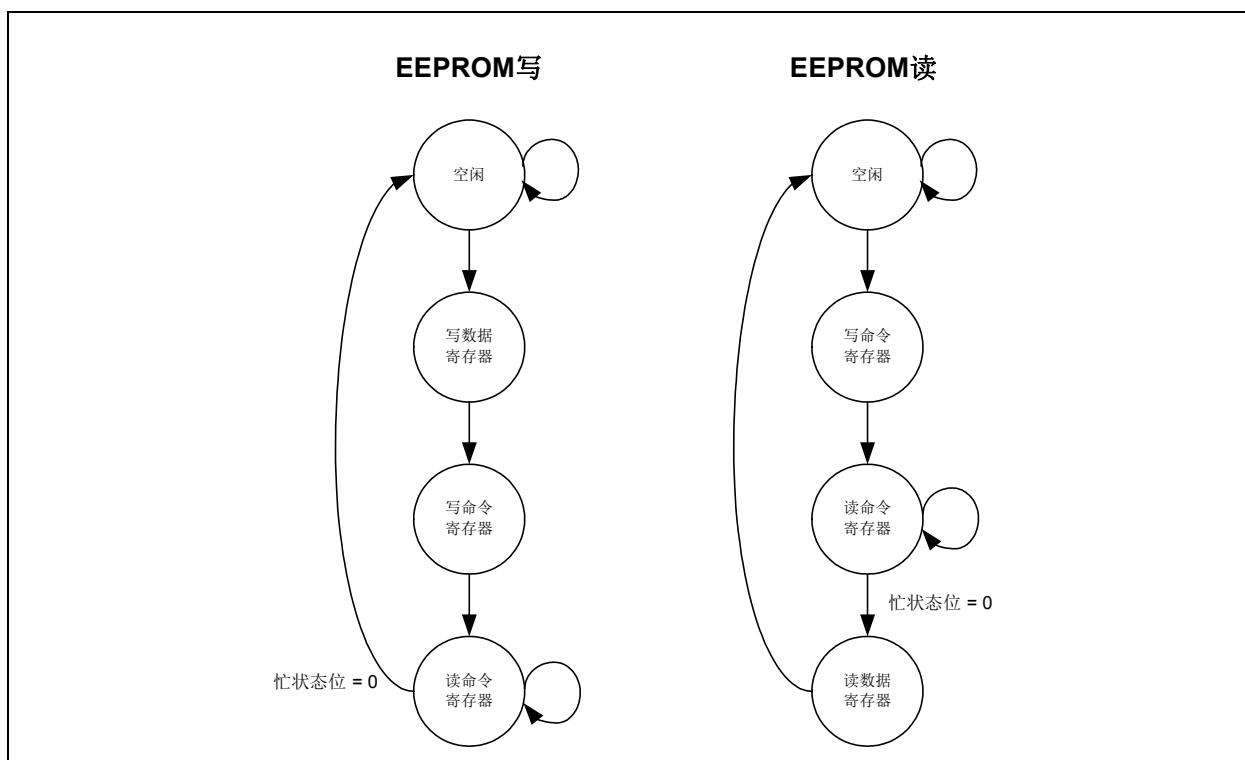 EEPROM写
空闲
写数据
寄存器
写命令
寄存器
读命令
寄存器
忙状态位 = 0
EEPROM读
空闲
写命令
寄存器
读命令
寄存器
忙状态位 = 0
读数据
寄存器